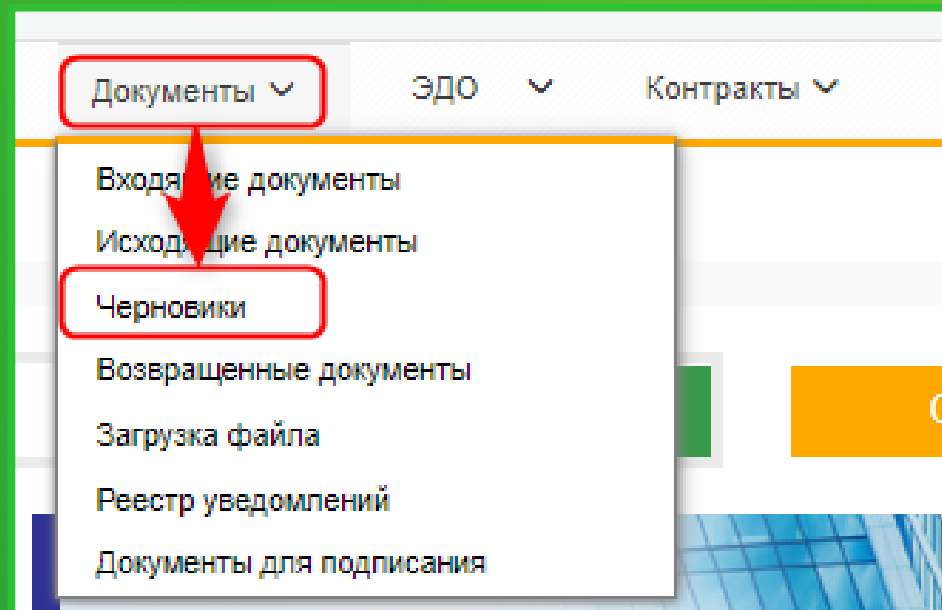 Документы ЭДО Контракты
Входящие документы
Исходящие документы
Черновики
Возвращенные документы
Загрузка файла
Реестр уведомлений
Документы для подписания